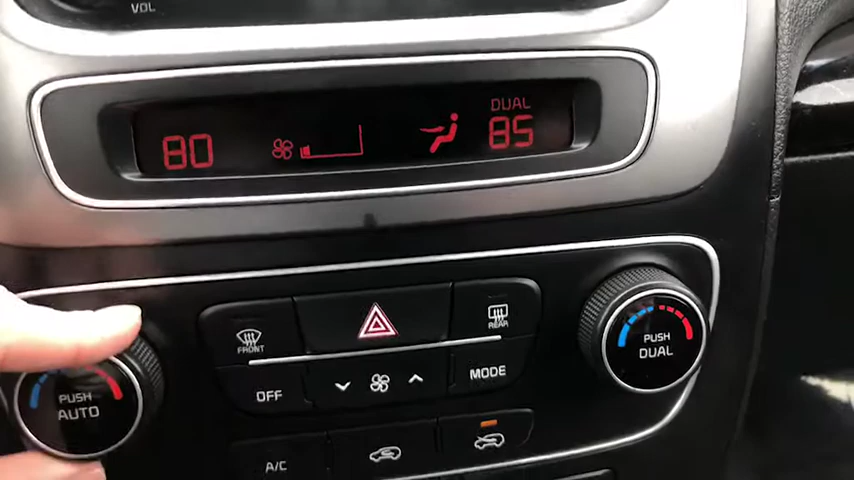 VOL
DUAL
80 85
FRONT
REAR
OFF
MODE
PUSH
AUTO
PUSH
DUAL
A/C